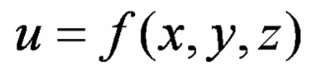 u = f(x, y, z)